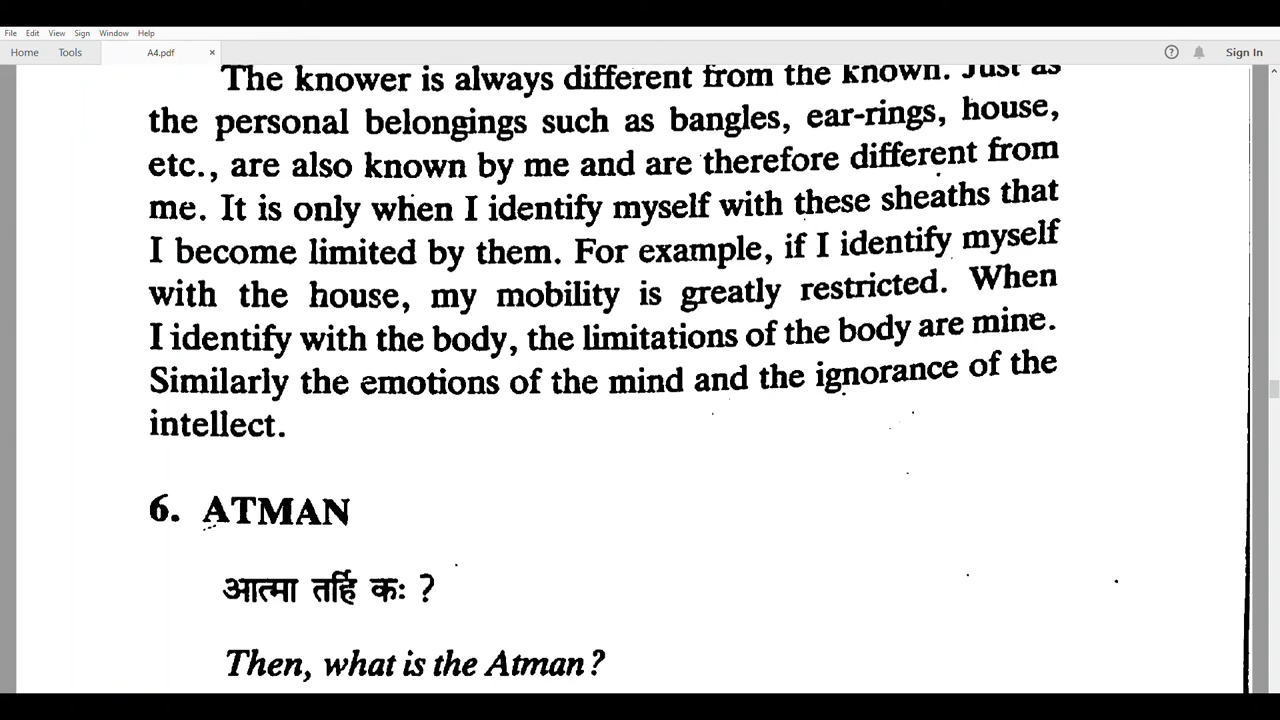 File Edit View Sign Window Help
Home Tools A4.pdf × ? Sign In
The knower is always different from the known. Just as
the personal belongings such as bangles, ear-rings, house,
etc., are also known by me and are therefore different from
me. It is only when I identify myself with these sheaths that
I become limited by them. For example, if I identify myself
with the house, my mobility is greatly restricted. When
I identify with the body, the limitations of the body are mine.
Similarly the emotions of the mind and the ignorance of the
intellect.
6. ATMAN
आत्मा तर्हि कः ?
Then, what is the Atman?